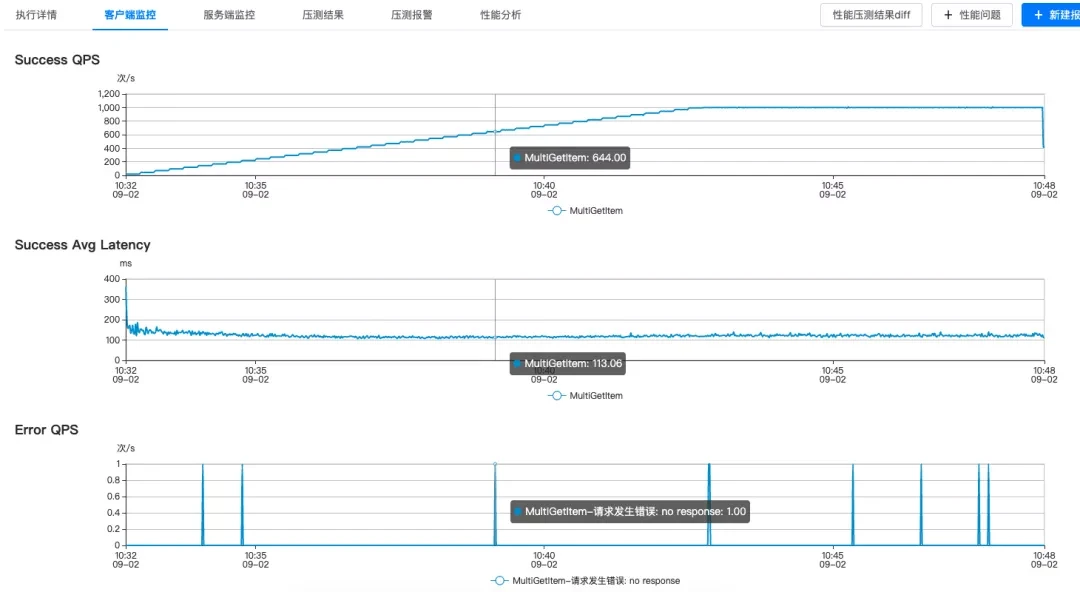 执行详情 客户端监控 服务端监控 压测结果 压测报警 性能分析 性能压测结果diff + 性能问题 + 新建报
Success QPS
次/s
1,200
1,000
800
600
400
200
0
MultiGetItem: 644.00
10:32 10:35 10:40 10:45 10:48
09-02 09-02 09-02 09-02 09-02
MultiGetItem
Success Avg Latency
ms
400
300
200
100
0
MultiGetItem: 113.06
10:32 10:35 10:40 10:45 10:48
09-02 09-02 09-02 09-02 09-02
MultiGetItem
Error QPS
次/s
1
0.8
0.6
0.4
0.2
0
MultiGetItem-请求发生错误: no response: 1.00
10:32 10:35 10:40 10:45 10:48
09-02 09-02 09-02 09-02 09-02
MultiGetItem-请求发生错误: no response